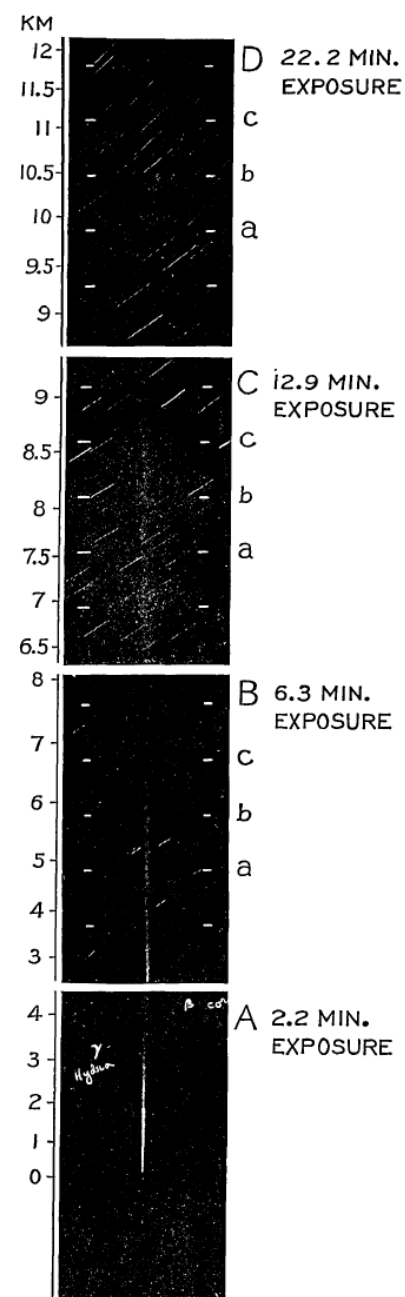 KM
12
11.5
11
10.5
10
9.5
9
D 22.2 MIN.
EXPOSURE
c
b
a
9
8.5
8
7.5
7
6.5
C 12.9 MIN.
EXPOSURE
c
b
a
8
7
6
5
4
3
B 6.3 MIN.
EXPOSURE
c
b
a
4
3
2
1
0
β cor
γ
Hydra
A 2.2 MIN.
EXPOSURE